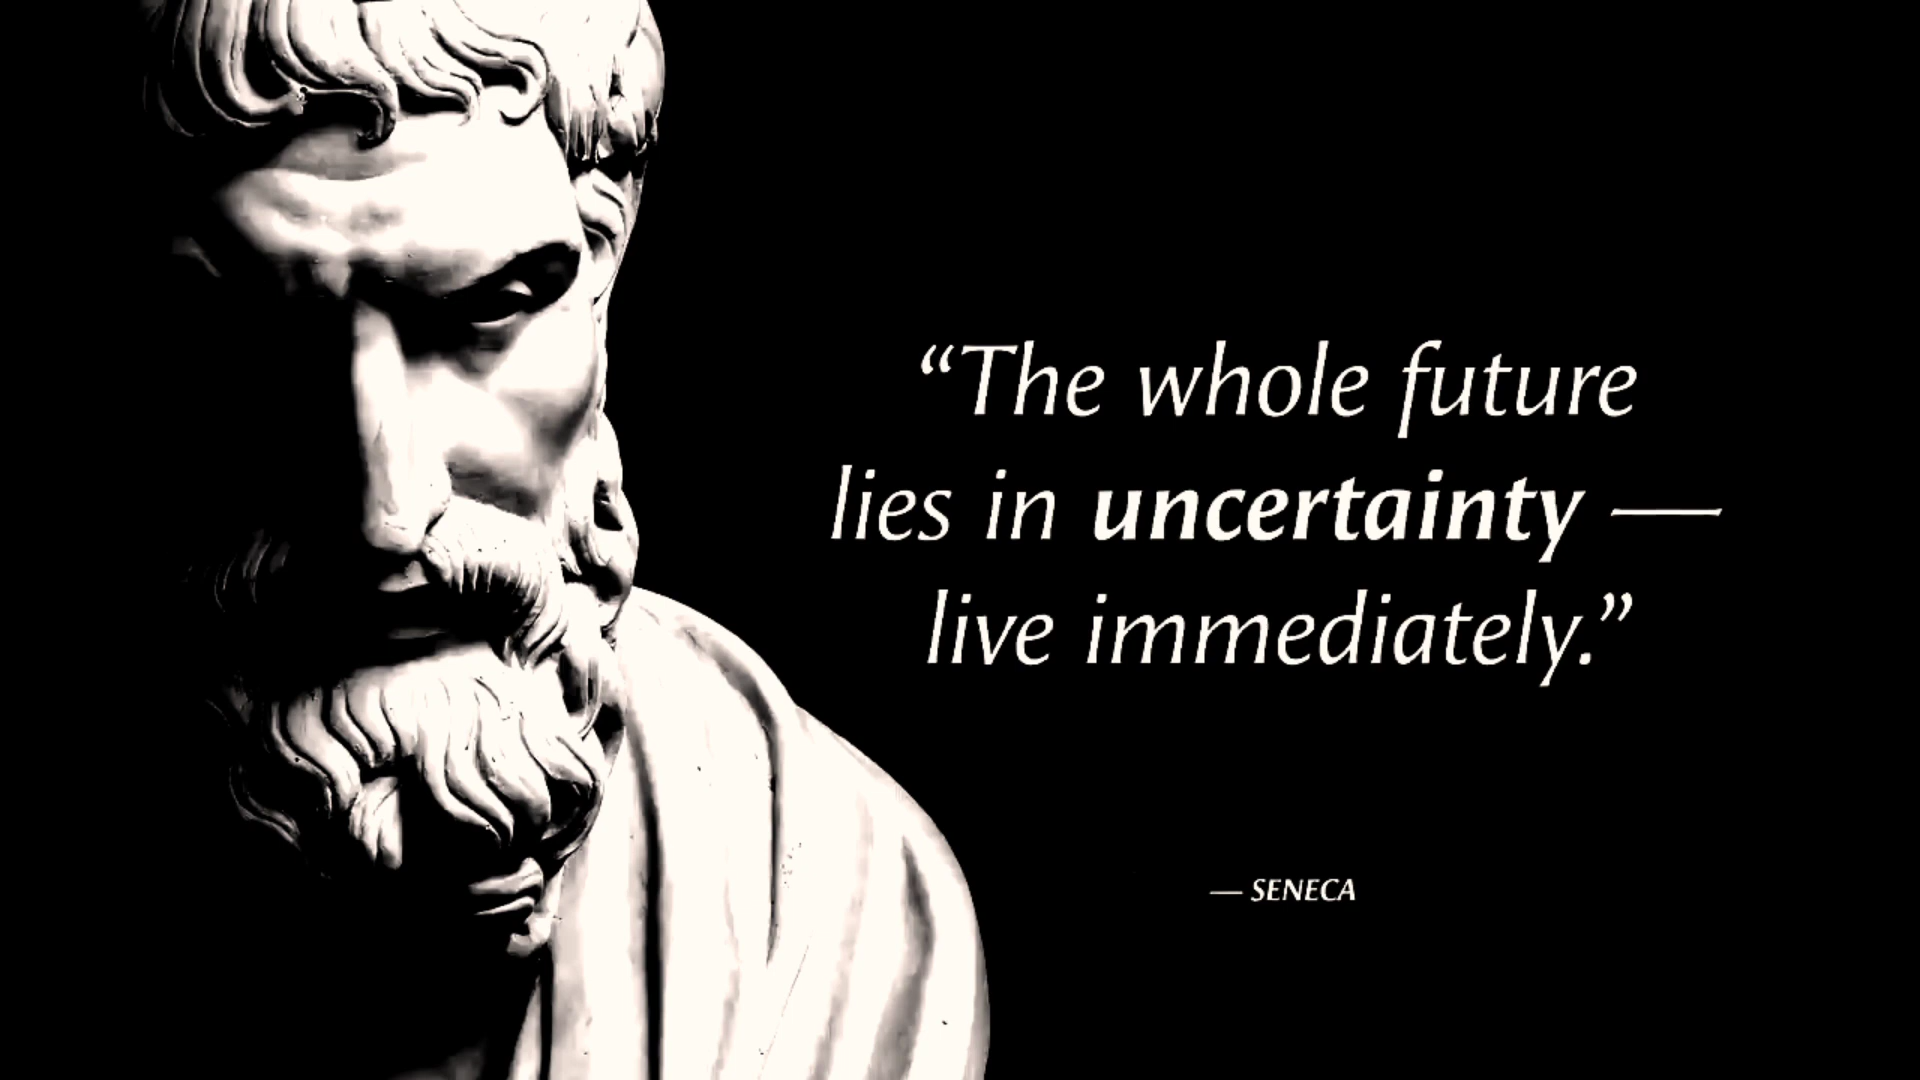 “The whole future
lies in uncertainty —
live immediately.”
— SENECA